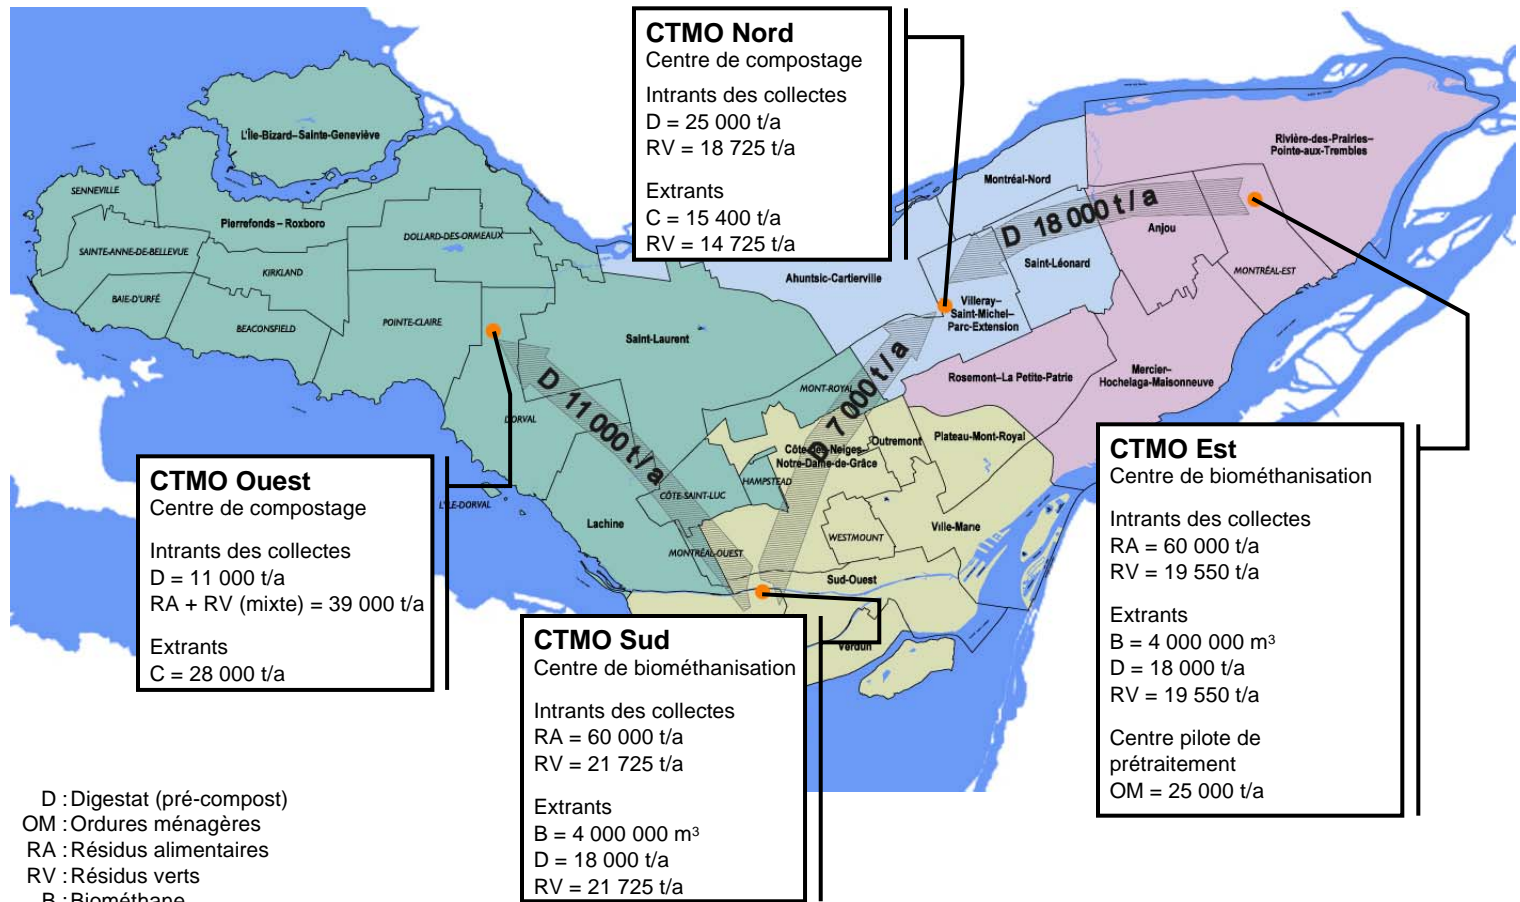 CTMO Nord
Centre de compostage
Intrants des collectes
D = 25 000 t/a
RV = 18 725 t/a
Extrants
C = 15 400 t/a
RV = 14 725 t/a
L'Île-Bizard–Sainte-Geneviève
Rivière-des-Prairies–
Pointe-aux-Trembles
SENNEVILLE
Montréal-Nord
Pierrefonds – Roxboro
D 18 000 t / a
Anjou
DOLLARD-DES-ORMEAUX
SAINTE-ANNE-DE-BELLEVUE
Saint-Léonard
KIRKLAND
MONTRÉAL-EST
Ahuntsic-Cartierville
BAIE-D'URFÉ
Villeray–
Saint-Michel–
Parc-Extension
BEACONSFIELD
POINTE-CLAIRE
Saint-Laurent
Mercier–
Hochelaga-Maisonneuve
Rosemont–La Petite-Patrie
MONT-ROYAL
D 11 000 t / a
D 7 000 t / a
DORVAL
Outremont
Plateau-Mont-Royal
Côte-des-Neiges–
Notre-Dame-de-Grâce
HAMPSTEAD
CÔTE-SAINT-LUC
L'ÎLE-DORVAL
Lachine
Ville-Marie
WESTMOUNT
MONTRÉAL-OUEST
Sud-Ouest
Verdun
CTMO Ouest
Centre de compostage
Intrants des collectes
D = 11 000 t/a
RA + RV (mixte) = 39 000 t/a
Extrants
C = 28 000 t/a
CTMO Sud
Centre de biométhanisation
Intrants des collectes
RA = 60 000 t/a
RV = 21 725 t/a
Extrants
B = 4 000 000 m³
D = 18 000 t/a
RV = 21 725 t/a
CTMO Est
Centre de biométhanisation
Intrants des collectes
RA = 60 000 t/a
RV = 19 550 t/a
Extrants
B = 4 000 000 m³
D = 18 000 t/a
RV = 19 550 t/a
Centre pilote de
prétraitement
OM = 25 000 t/a
D : Digestat (pré-compost)
OM : Ordures ménagères
RA : Résidus alimentaires
RV : Résidus verts
B : Biométhane